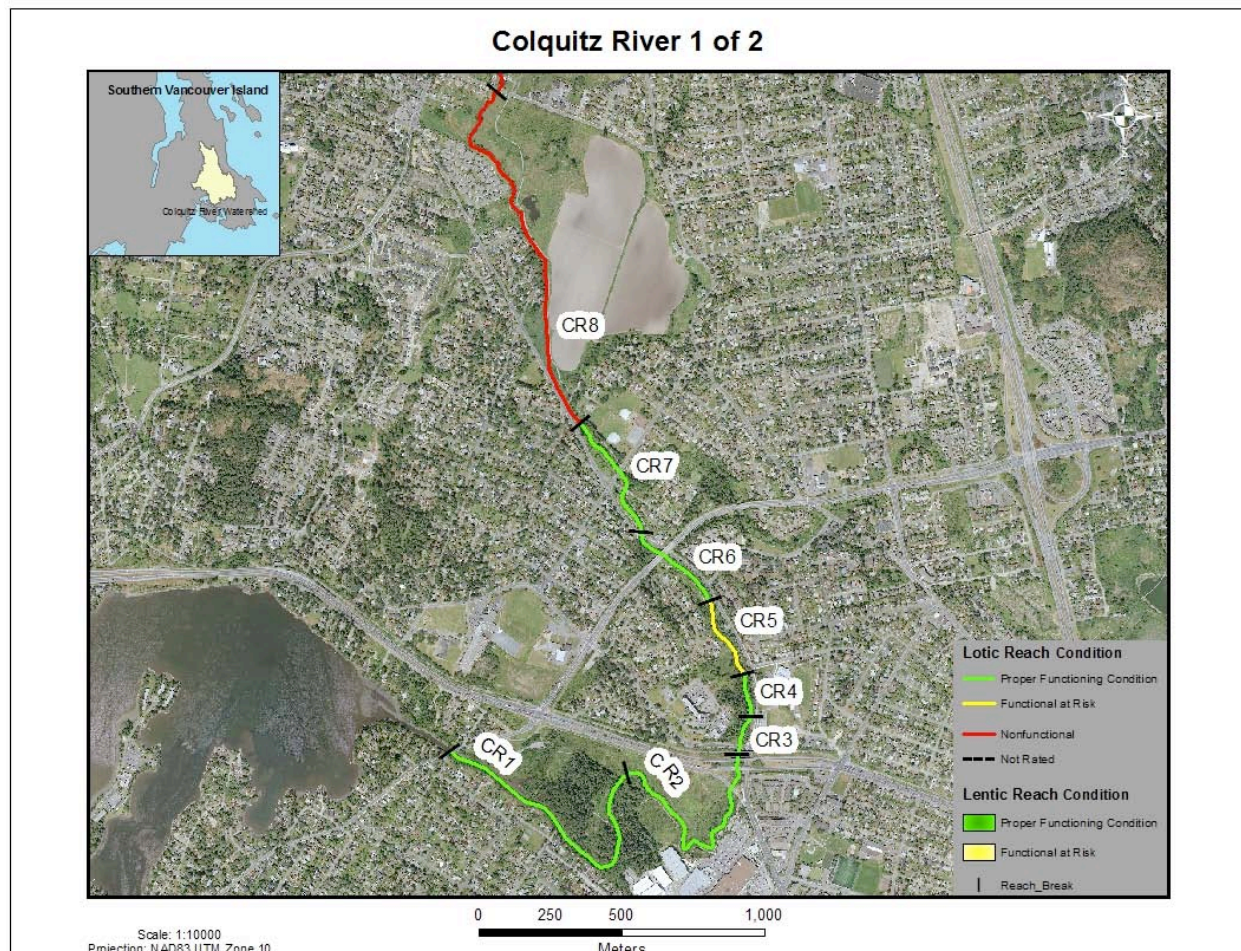 Colquitz River 1 of 2
Southern Vancouver Island
Colquitz River Watershed
CR8
CR7
CR6
CR5
CR4
CR3
CR2
CR1
Lotic Reach Condition
Proper Functioning Condition
Functional at Risk
Nonfunctional
Not Rated
Lentic Reach Condition
Proper Functioning Condition
Functional at Risk
Reach_Break
0 250 500 1,000
Meters
Scale: 1:10000
Projection: NAD83 UTM Zone 10